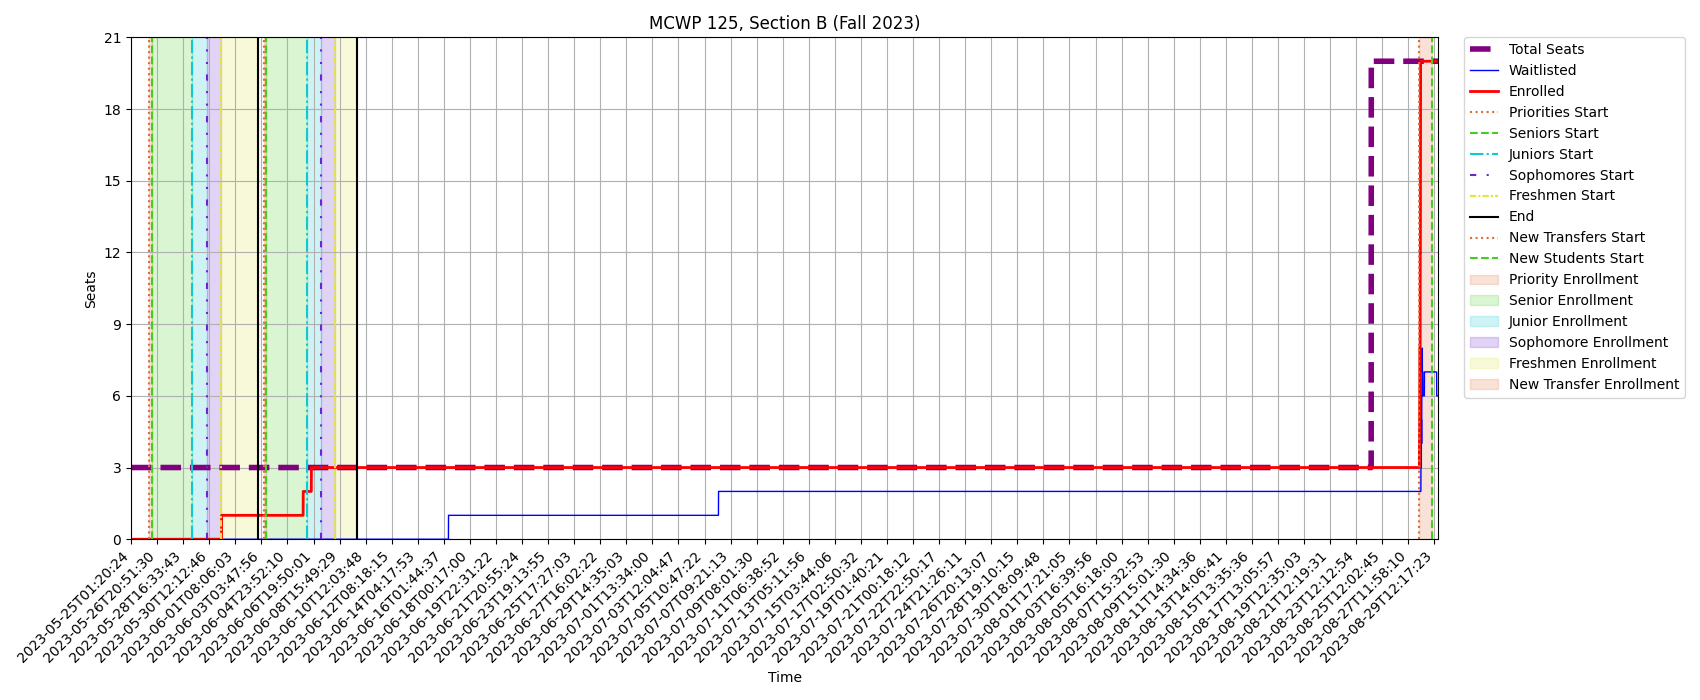 MCWP 125, Section B (Fall 2023)
Seats
21
18
15
12
9
6
3
0
2023-05-25T01:20:24
2023-05-26T20:51:30
2023-05-28T16:33:43
2023-05-30T12:12:46
2023-06-01T08:06:03
2023-06-03T03:47:56
2023-06-04T23:52:10
2023-06-06T19:50:01
2023-06-08T15:49:29
2023-06-10T12:03:48
2023-06-12T08:18:15
2023-06-14T04:17:53
2023-06-16T01:44:37
2023-06-18T00:17:00
2023-06-19T22:31:22
2023-06-21T20:55:24
2023-06-23T19:13:55
2023-06-25T17:27:03
2023-06-27T16:02:22
2023-06-29T14:35:03
2023-07-01T13:34:00
2023-07-03T12:04:47
2023-07-05T10:47:22
2023-07-07T09:21:13
2023-07-09T08:01:30
2023-07-11T06:38:52
2023-07-13T05:11:56
2023-07-15T03:44:06
2023-07-17T02:50:32
2023-07-19T01:40:21
2023-07-21T00:18:12
2023-07-22T22:50:17
2023-07-24T21:26:11
2023-07-26T20:13:07
2023-07-28T19:10:15
2023-07-30T18:09:48
2023-08-01T17:21:05
2023-08-03T16:39:56
2023-08-05T16:18:00
2023-08-07T15:32:53
2023-08-09T15:01:30
2023-08-11T14:34:36
2023-08-13T14:06:41
2023-08-15T13:35:36
2023-08-17T13:05:57
2023-08-19T12:35:03
2023-08-21T12:19:31
2023-08-23T12:12:54
2023-08-25T12:02:45
2023-08-27T11:58:10
2023-08-29T12:17:23
Time
Total Seats
Waitlisted
Enrolled
Priorities Start
Seniors Start
Juniors Start
Sophomores Start
Freshmen Start
End
New Transfers Start
New Students Start
Priority Enrollment
Senior Enrollment
Junior Enrollment
Sophomore Enrollment
Freshmen Enrollment
New Transfer Enrollment